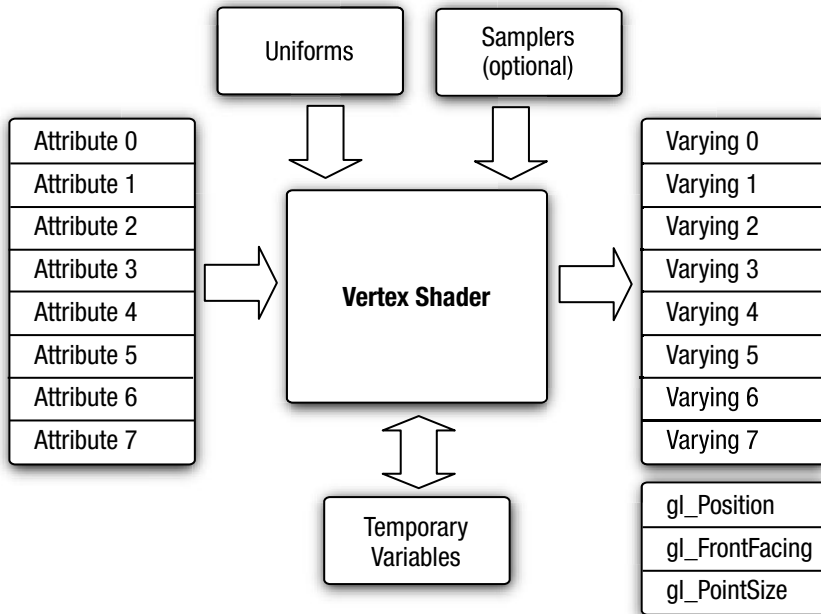 Uniforms
Samplers
(optional)
Attribute 0
Attribute 1
Attribute 2
Attribute 3
Attribute 4
Attribute 5
Attribute 6
Attribute 7
Vertex Shader
Varying 0
Varying 1
Varying 2
Varying 3
Varying 4
Varying 5
Varying 6
Varying 7
Temporary
Variables
gl_Position
gl_FrontFacing
gl_PointSize